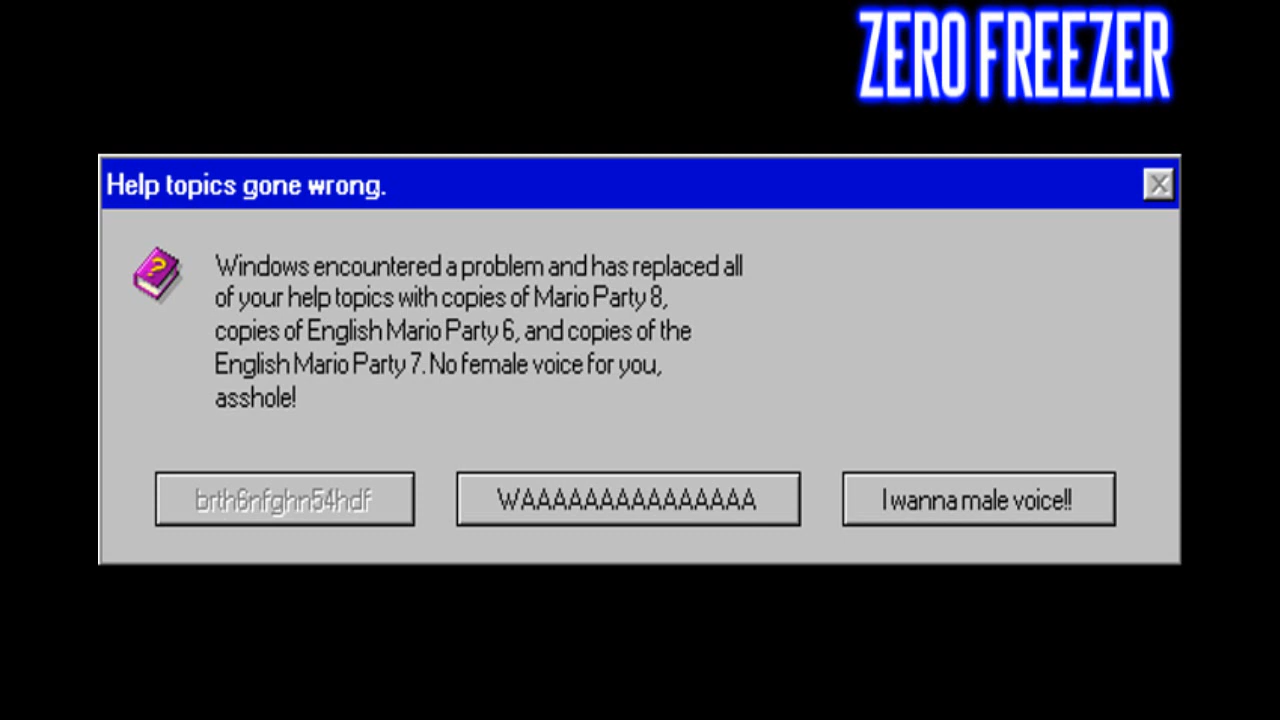 ZERO FREEZER
Help topics gone wrong.
Windows encountered a problem and has replaced all
of your help topics with copies of Mario Party 8,
copies of English Mario Party 6, and copies of the
English Mario Party 7. No female voice for you,
asshole!
brth6nfghn54hdf
WAAAAAAAAAAAAAAA
I wanna male voice!!